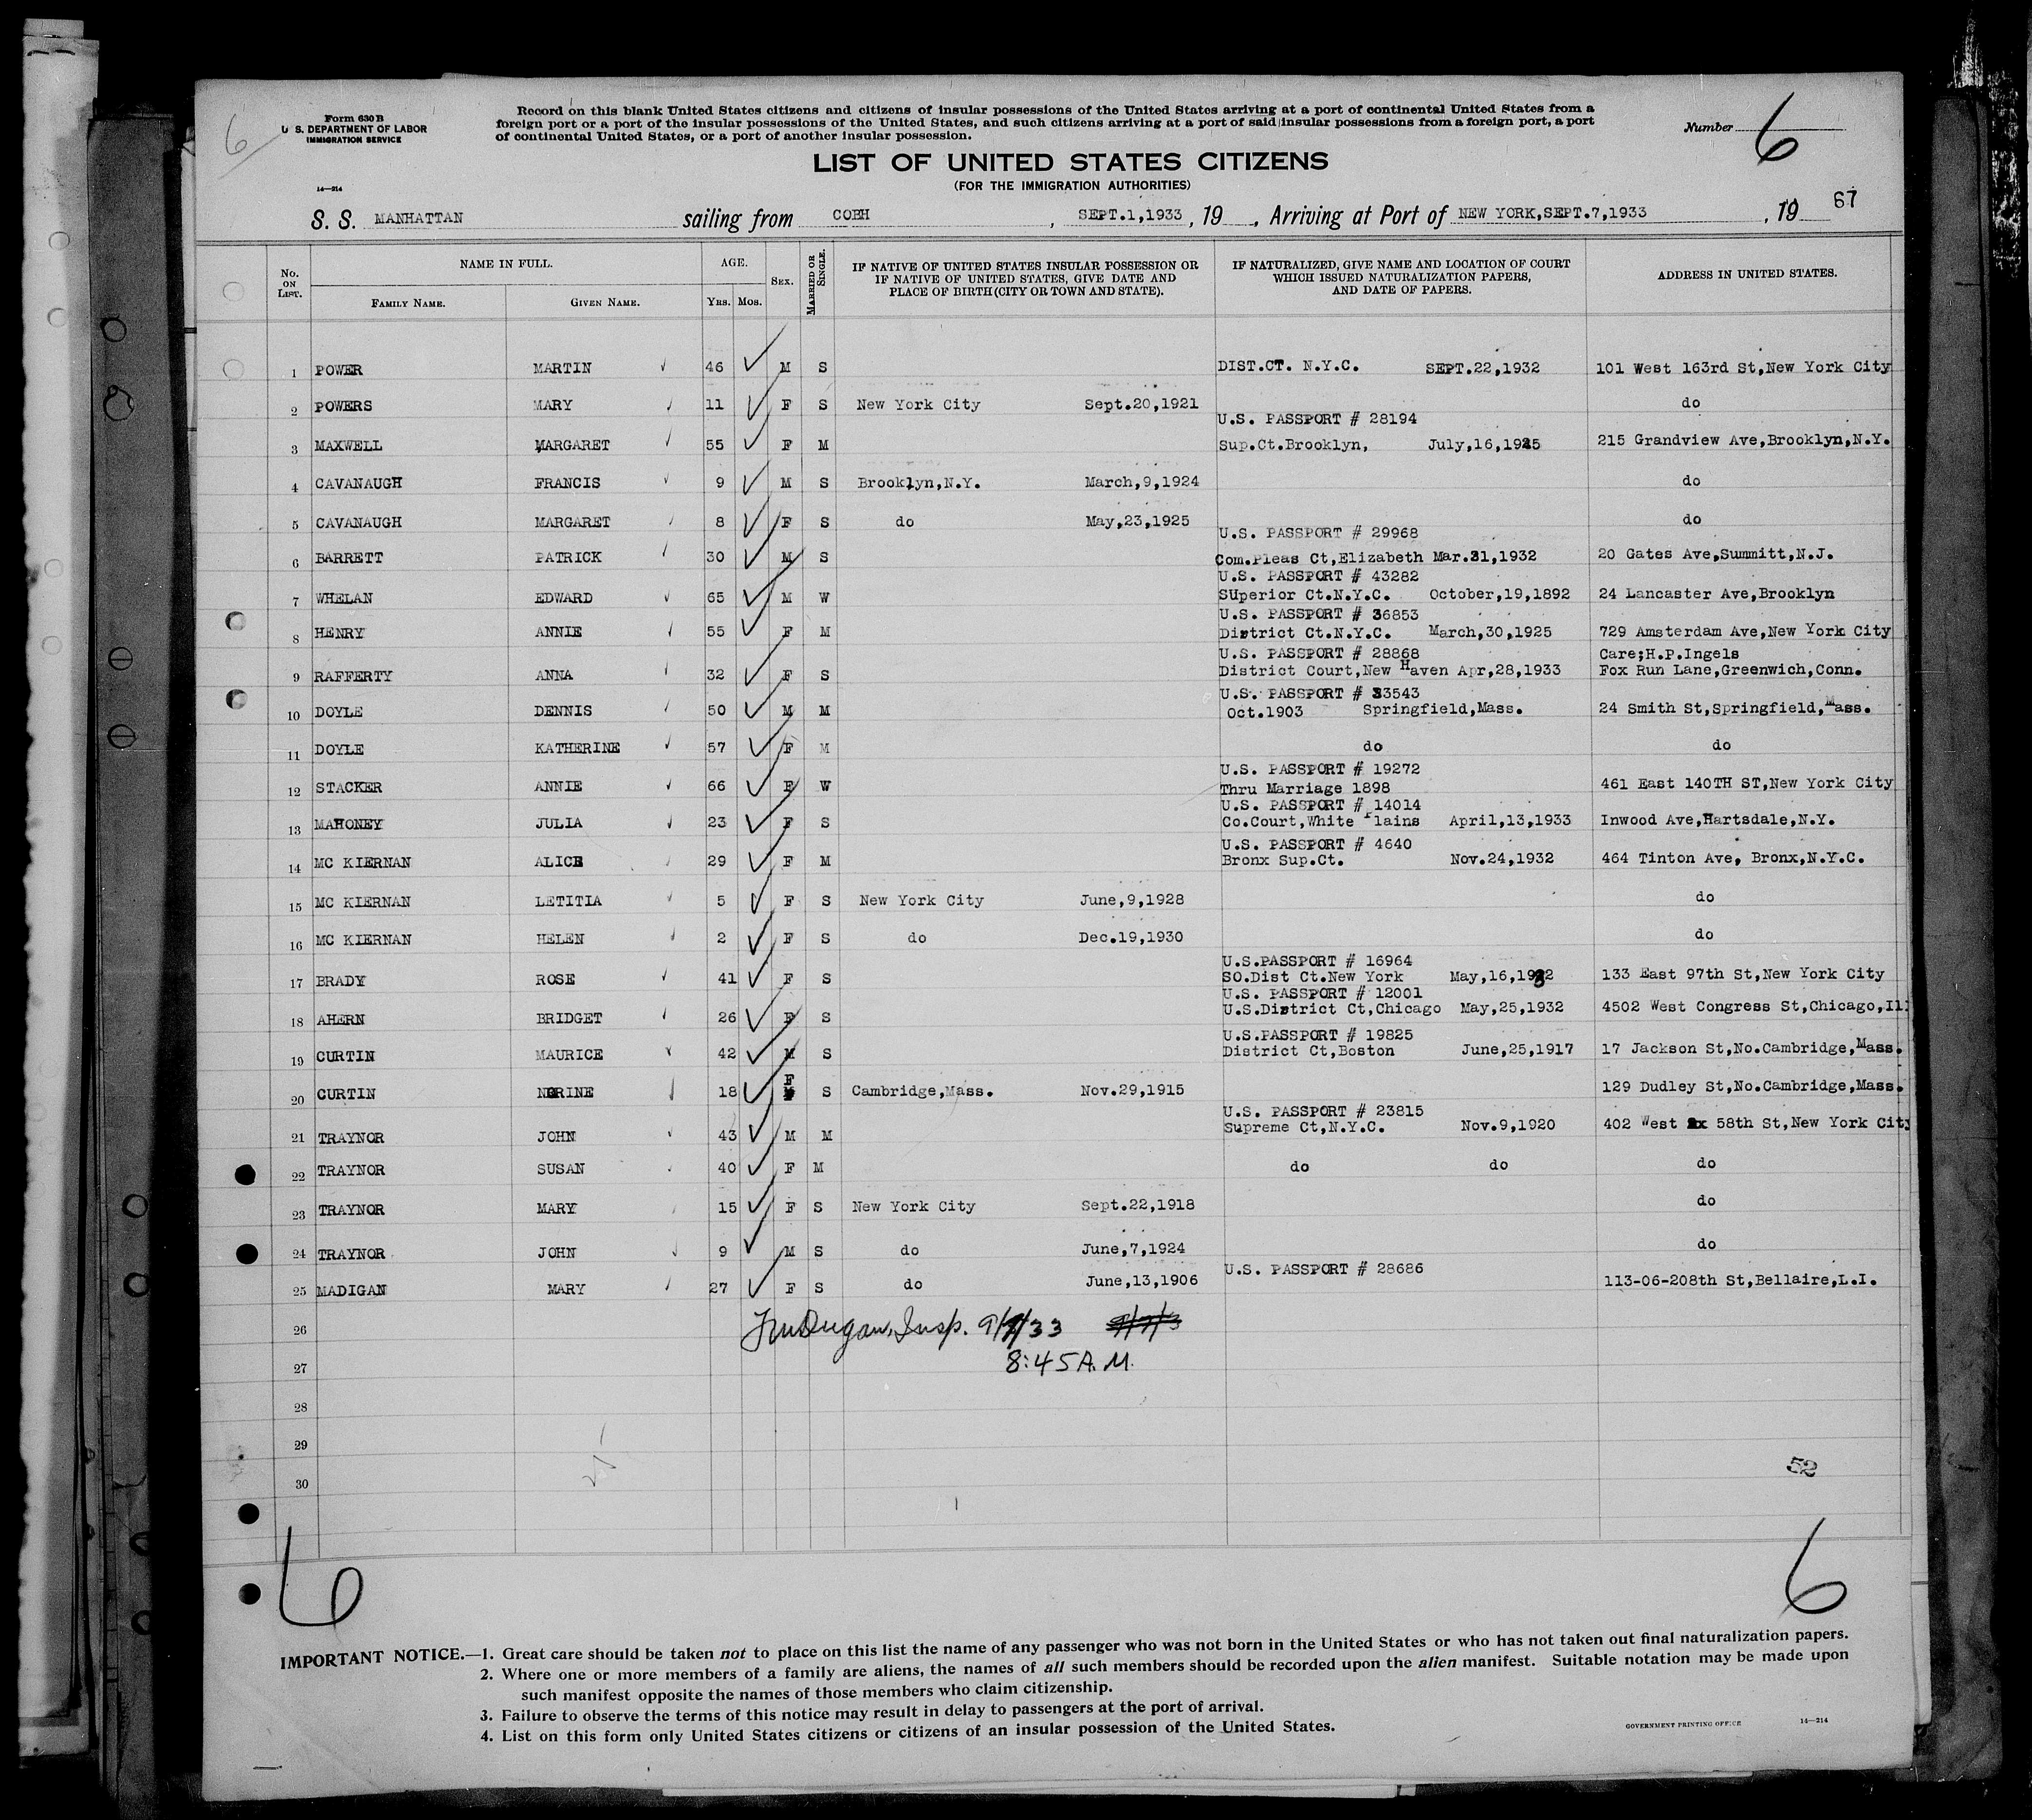 6
Form 630 B
U. S. DEPARTMENT OF LABOR
IMMIGRATION SERVICE
14—214
Record on this blank United States citizens and citizens of insular possessions of the United States arriving at a port of continental United States from a
foreign port or a port of the insular possessions of the United States, and such citizens arriving at a port of said insular possessions from a foreign port, a port
of continental United States, or a port of another insular possession.
Number 6
LIST OF UNITED STATES CITIZENS
(FOR THE IMMIGRATION AUTHORITIES)
S. S. MANHATTAN sailing from COBH , SEPT.1,1933 , 19 , Arriving at Port of NEW YORK,SEPT.7,1933 , 19 67
No. ON LIST. NAME IN FULL. AGE. SEX. MARRIED OR SINGLE. IF NATIVE OF UNITED STATES INSULAR POSSESSION OR IF NATIVE OF UNITED STATES, GIVE DATE AND PLACE OF BIRTH (CITY OR TOWN AND STATE). IF NATURALIZED, GIVE NAME AND LOCATION OF COURT WHICH ISSUED NATURALIZATION PAPERS, AND DATE OF PAPERS. ADDRESS IN UNITED STATES.
FAMILY NAME. GIVEN NAME. YRS. MOS.
1 POWER MARTIN 46 M S DIST.CT. N.Y.C. SEPT.22,1932 101 West 163rd St,New York City
2 POWERS MARY 11 F S New York City Sept.20,1921 do
U.S. PASSPORT # 28194
3 MAXWELL MARGARET 55 F M Sup.Ct.Brooklyn, July,16,1925 215 Grandview Ave,Brooklyn,N.Y.
4 CAVANAUGH FRANCIS 9 M S Brooklyn,N.Y. March,9,1924 do
5 CAVANAUGH MARGARET 8 F S do May,23,1925 do
U.S. PASSPORT # 29968
6 BARRETT PATRICK 30 M S Com.Pleas Ct,Elizabeth Mar.31,1932 20 Gates Ave,Summitt,N.J.
U.S. PASSPORT # 43282
7 WHELAN EDWARD 65 M W SUperior Ct.N.Y.C. October,19,1892 24 Lancaster Ave,Brooklyn
U.S. PASSPORT # 36853
8 HENRY ANNIE 55 F M District Ct.N.Y.C. March,30,1925 729 Amsterdam Ave,New York City
U.S. PASSPORT # 28868 Care;H.P.Ingels
9 RAFFERTY ANNA 32 F S District Court,New Haven Apr,28,1933 Fox Run Lane,Greenwich,Conn.
U.S. PASSPORT # 33543
10 DOYLE DENNIS 50 M M Oct.1903 Springfield,Mass. 24 Smith St,Springfield,Mass.
11 DOYLE KATHERINE 57 F M do do
U.S. PASSPORT # 19272
12 STACKER ANNIE 66 F W Thru Marriage 1898 461 East 140TH ST,New York City
U.S. PASSPORT # 14014
13 MAHONEY JULIA 23 F S Co.Court,White Plains April,13,1933 Inwood Ave,Hartsdale,N.Y.
U.S. PASSPORT # 4640
14 MC KIERNAN ALICE 29 F M Bronx Sup.Ct. Nov.24,1932 464 Tinton Ave, Bronx,N.Y.C.
15 MC KIERNAN LETITIA 5 F S New York City June,9,1928 do
16 MC KIERNAN HELEN 2 F S do Dec.19,1930 do
U.S.PASSPORT # 16964
17 BRADY ROSE 41 F S SO.Dist Ct.New York May,16,1932 133 East 97th St,New York City
U.S. PASSPORT # 12001
18 AHERN BRIDGET 26 F S U.S.District Ct,Chicago May,25,1932 4502 West Congress St,Chicago,Ill
U.S.PASSPORT # 19825
19 CURTIN MAURICE 42 M S District Ct,Boston June,25,1917 17 Jackson St,No.Cambridge,Mass.
20 CURTIN NORINE 18 F S Cambridge,Mass. Nov.29,1915 129 Dudley St,No.Cambridge,Mass.
U.S. PASSPORT # 23815
21 TRAYNOR JOHN 43 M M Supreme Ct,N.Y.C. Nov.9,1920 402 West 58th St,New York City
22 TRAYNOR SUSAN 40 F M do do do
23 TRAYNOR MARY 15 F S New York City Sept.22,1918 do
24 TRAYNOR JOHN 9 M S do June,7,1924 do
U.S. PASSPORT # 28686
25 MADIGAN MARY 27 F S do June,13,1906 113-06-208th St,Bellaire,L.I.
26 Dugan, Insp. 9/7/33
27 8:45 A.M.
28
29
30 52
6 6
IMPORTANT NOTICE.—1. Great care should be taken not to place on this list the name of any passenger who was not born in the United States or who has not taken out final naturalization papers.
2. Where one or more members of a family are aliens, the names of all such members should be recorded upon the alien manifest. Suitable notation may be made upon
such manifest opposite the names of those members who claim citizenship.
3. Failure to observe the terms of this notice may result in delay to passengers at the port of arrival.
4. List on this form only United States citizens or citizens of an insular possession of the United States.
GOVERNMENT PRINTING OFFICE 14—214